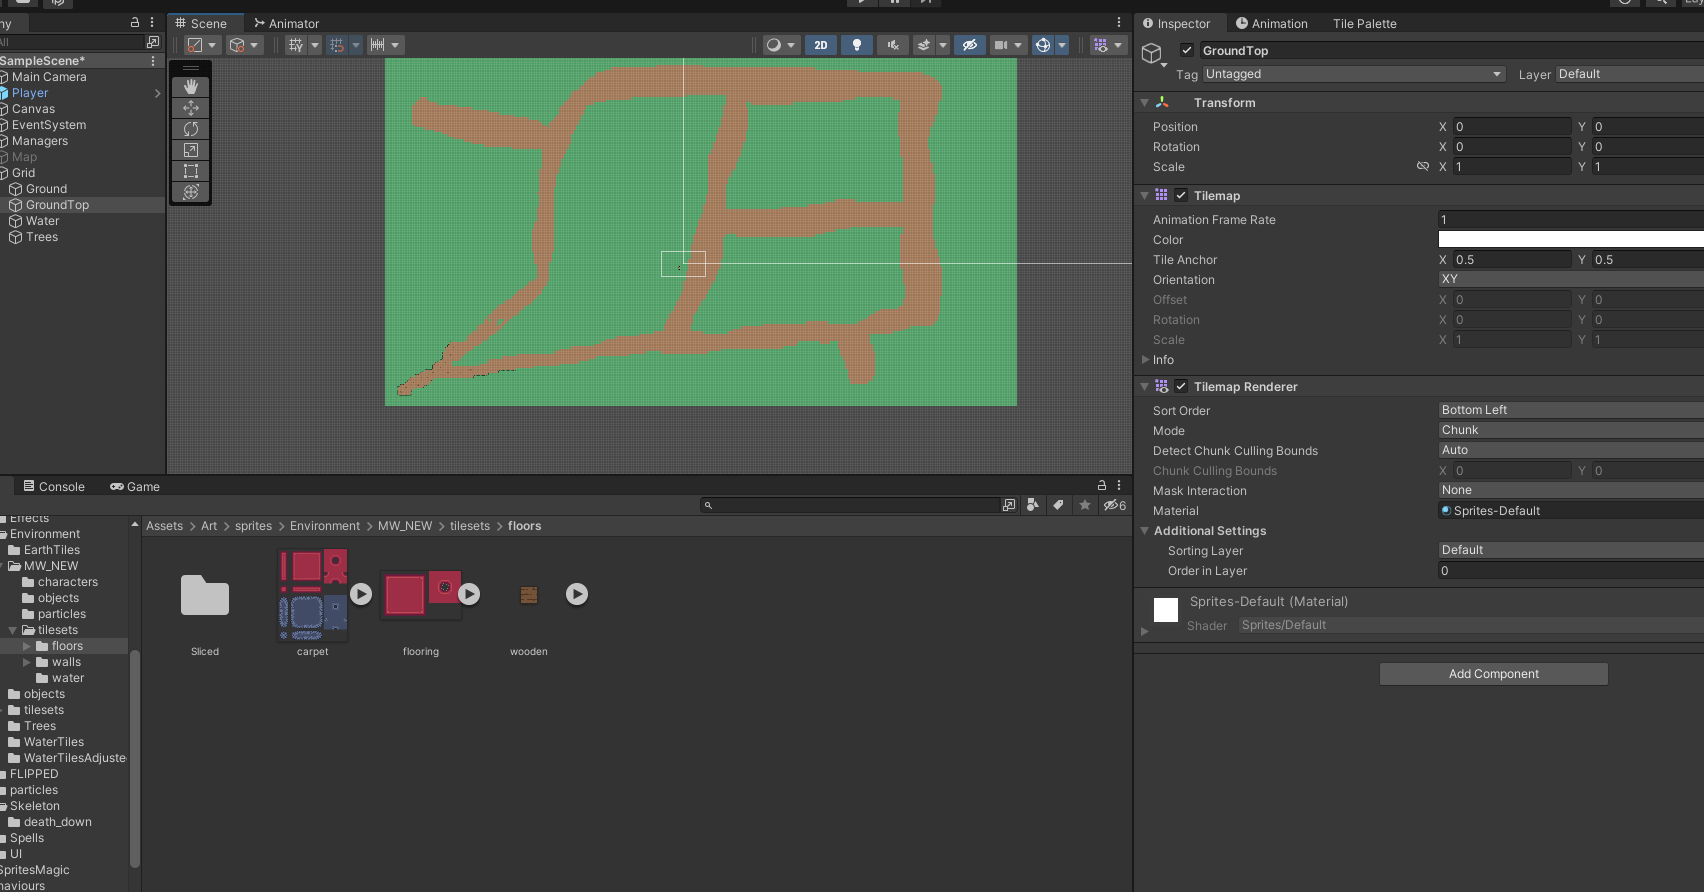 ny
Scene
Animator
Inspector
Animation
Tile Palette
All
2D
GroundTop
SampleScene*
Main Camera
Player
Canvas
EventSystem
Managers
Map
Grid
Ground
GroundTop
Water
Trees
Tag Untagged
Layer Default
Transform
Position X 0 Y 0
Rotation X 0 Y 0
Scale X 1 Y 1
Tilemap
Animation Frame Rate 1
Color
Tile Anchor X 0.5 Y 0.5
Orientation XY
Offset X 0 Y 0
Rotation X 0 Y 0
Scale X 1 Y 1
Info
Tilemap Renderer
Sort Order Bottom Left
Mode Chunk
Detect Chunk Culling Bounds Auto
Chunk Culling Bounds X 0 Y 0
Mask Interaction None
Material Sprites-Default
Additional Settings
Sorting Layer Default
Order in Layer 0
Sprites-Default (Material)
Shader Sprites/Default
Add Component
Console
Game
6
Effects
Environment
EarthTiles
MW_NEW
characters
objects
particles
tilesets
floors
walls
water
objects
tilesets
Trees
WaterTiles
WaterTilesAdjuste
FLIPPED
particles
Skeleton
death_down
Spells
UI
SpritesMagic
haviours
Assets > Art > sprites > Environment > MW_NEW > tilesets > floors
Sliced
carpet
flooring
wooden